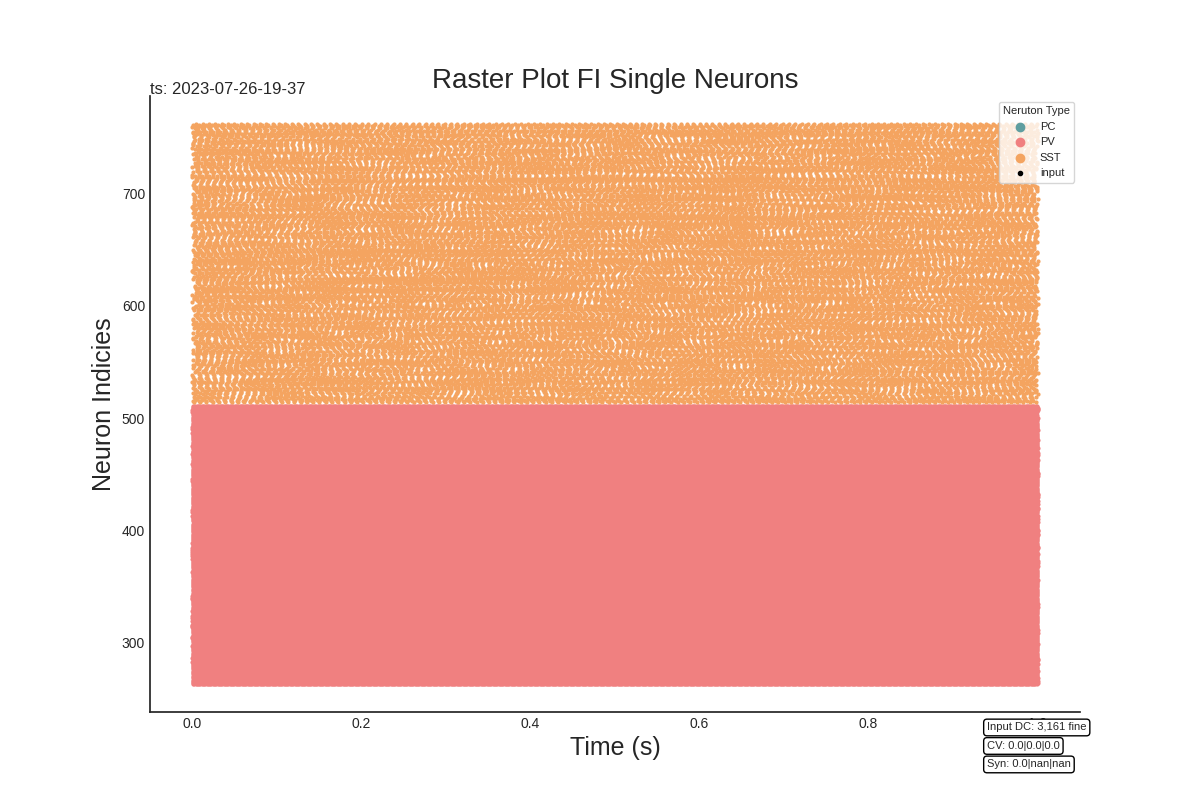 Raster Plot FI Single Neurons
ts: 2023-07-26-19-37
Neruton Type
PC
PV
SST
input
700
600
500
400
300
Neuron Indicies
0.0 0.2 0.4 0.6 0.8
Time (s)
Input DC: 3,161 fine
CV: 0.0|0.0|0.0
Syn: 0.0|nan|nan